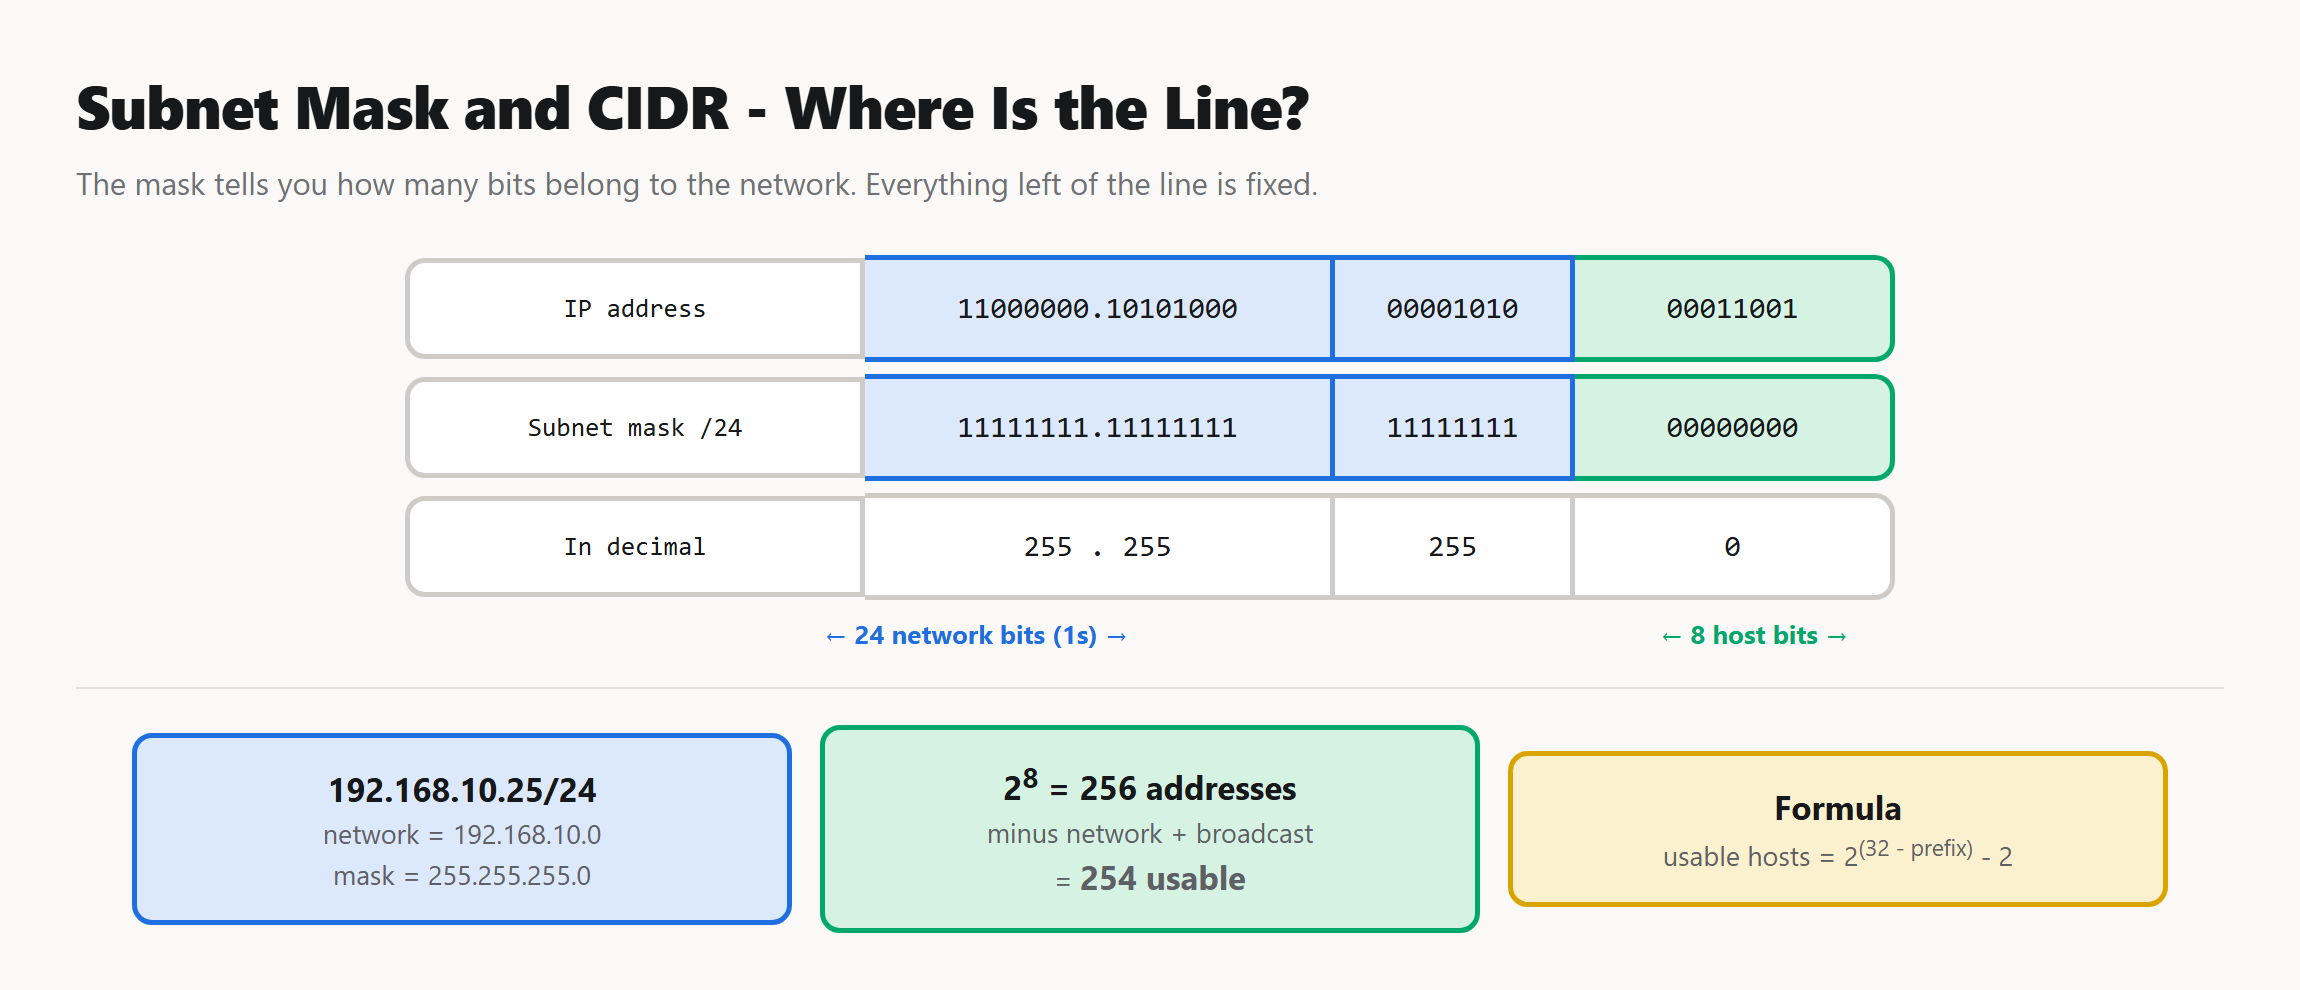 Subnet Mask and CIDR - Where Is the Line?
The mask tells you how many bits belong to the network. Everything left of the line is fixed.
IP address 11000000.10101000 00001010 00011001
Subnet mask /24 11111111.11111111 11111111 00000000
In decimal 255 . 255 255 0
← 24 network bits (1s) → ← 8 host bits →
192.168.10.25/24
network = 192.168.10.0
mask = 255.255.255.0
2⁸ = 256 addresses
minus network + broadcast
= 254 usable
Formula
usable hosts = 2^(32 - prefix) - 2